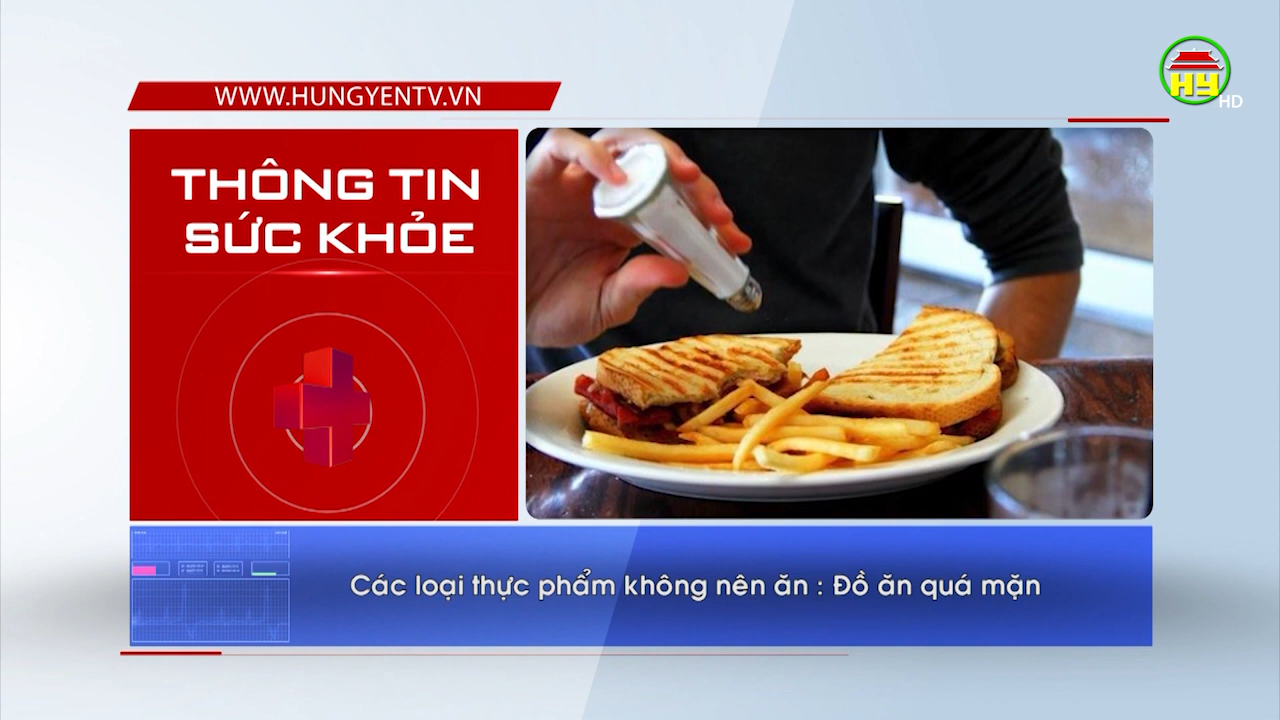 WWW.HUNGYENTV.VN
HY
HD
THÔNG TIN
SỨC KHỎE
Các loại thực phẩm không nên ăn : Đồ ăn quá mặn